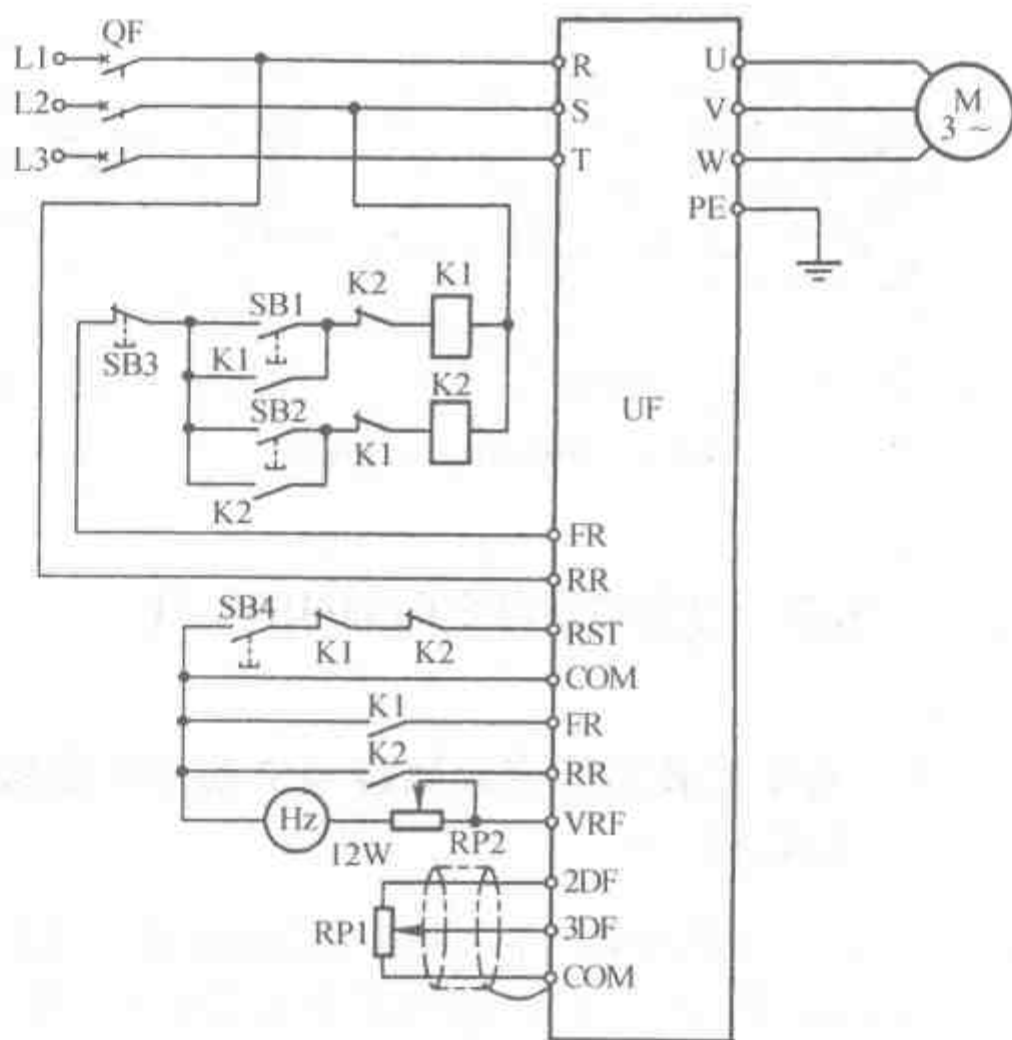 QF
L1
L2
L3
R
S
T
U
V
W
PE
M
3 ~
K2
K1
SB1
SB3
K1
K2
SB2
K1
K2
UF
FR
RR
SB4
K1
K2
RST
COM
K1
FR
K2
RR
Hz
12W
RP2
VRF
2DF
RP1
3DF
COM